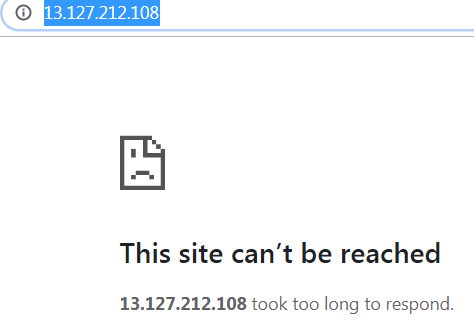 13.127.212.108
This site can’t be reached
13.127.212.108 took too long to respond.